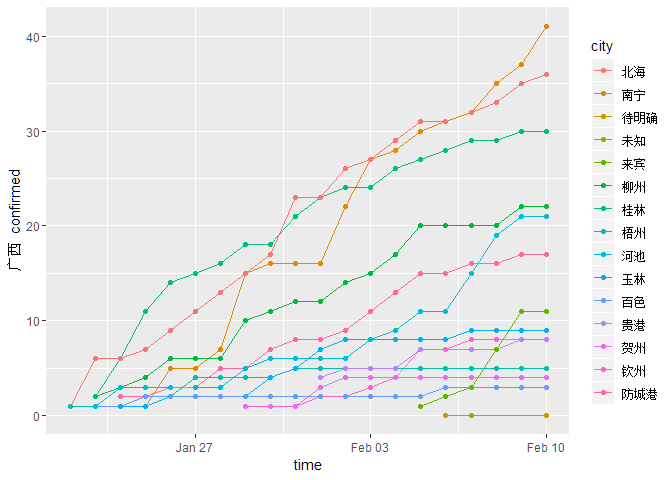 广西 confirmed
40
30
20
10
0
Jan 27
Feb 03
Feb 10
time
city
北海
南宁
待明确
未知
来宾
柳州
桂林
梧州
河池
玉林
百色
贵港
贺州
钦州
防城港